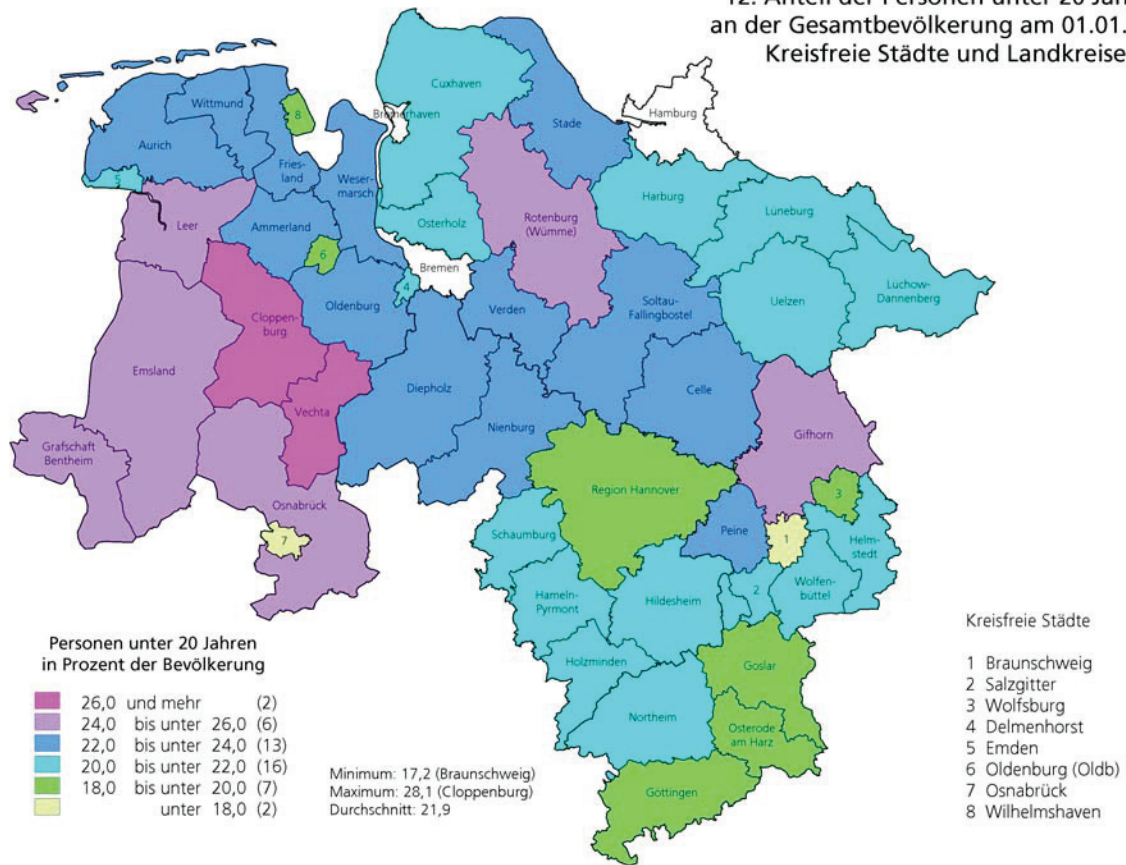 12. Anteil der Personen unter 20 Jah
an der Gesamtbevölkerung am 01.01.
Kreisfreie Städte und Landkreise
Cuxhaven
Wittmund
8
Bremerhaven
Stade
Hamburg
Aurich
Fries-
land
Weser-
marsch
5
Harburg
Lüneburg
Leer
Ammerland
Osterholz
Rotenburg
(Wümme)
6
Bremen
4
Uelzen
Lüchow-
Dannenberg
Oldenburg
Verden
Soltau-
Fallingbostel
Cloppen-
burg
Emsland
Diepholz
Celle
Vechta
Nienburg
Gifhorn
Grafschaft
Bentheim
Region Hannover
3
Osnabrück
Schaumburg
Peine
7
1
Helm-
stedt
Hameln-
Pyrmont
Hildesheim
2
Wolfen-
büttel
Holzminden
Goslar
Northeim
Osterode
am Harz
Göttingen
Personen unter 20 Jahren
in Prozent der Bevölkerung
26,0 und mehr (2)
24,0 bis unter 26,0 (6)
22,0 bis unter 24,0 (13)
20,0 bis unter 22,0 (16)
18,0 bis unter 20,0 (7)
unter 18,0 (2)
Minimum: 17,2 (Braunschweig)
Maximum: 28,1 (Cloppenburg)
Durchschnitt: 21,9
Kreisfreie Städte
1 Braunschweig
2 Salzgitter
3 Wolfsburg
4 Delmenhorst
5 Emden
6 Oldenburg (Oldb)
7 Osnabrück
8 Wilhelmshaven